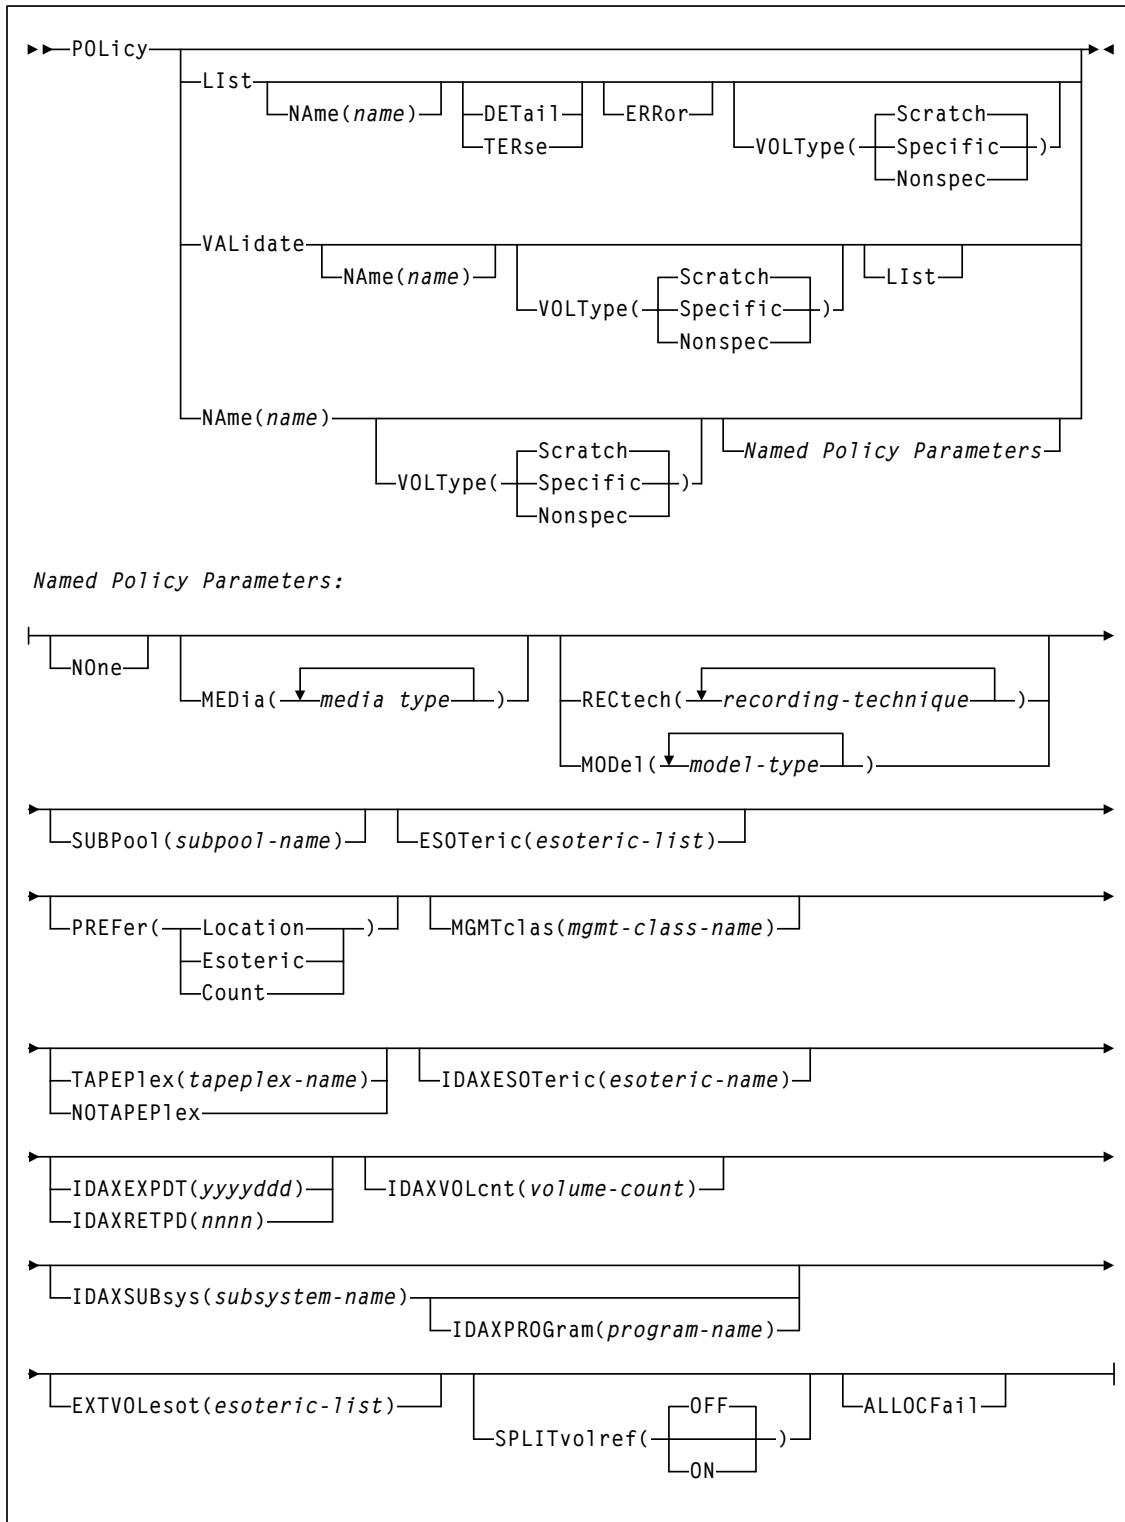 POLicy
LIst
NAme(name) DETail ERRor Scratch
TERse VOLType( Specific )
Nonspec
VALidate
NAme(name) Scratch LIst
VOLType( Specific )
Nonspec
NAme(name)
Scratch Named Policy Parameters
VOLType( Specific )
Nonspec
Named Policy Parameters:
NOne
MEDia( media type ) RECtech( recording-technique )
MODel( model-type )
SUBPool(subpool-name) ESOTeric(esoteric-list)
PREFer( Location ) MGMTclas(mgmt-class-name)
Esoteric
Count
TAPEPlex(tapeplex-name) IDAXESOTeric(esoteric-name)
NOTAPEPlex
IDAXEXPDT(yyyyddd) IDAXVOLcnt(volume-count)
IDAXRETPD(nnnn)
IDAXSUBsys(subsystem-name)
IDAXPROGram(program-name)
EXTVOLesot(esoteric-list) OFF ALLOCFail
SPLITvolref( )
ON